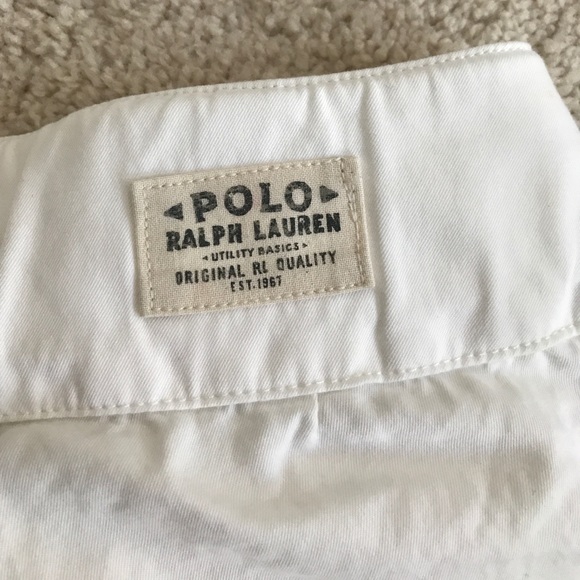 POLO
RALPH LAUREN
UTILITY BASICS
ORIGINAL RL QUALITY
EST. 1967